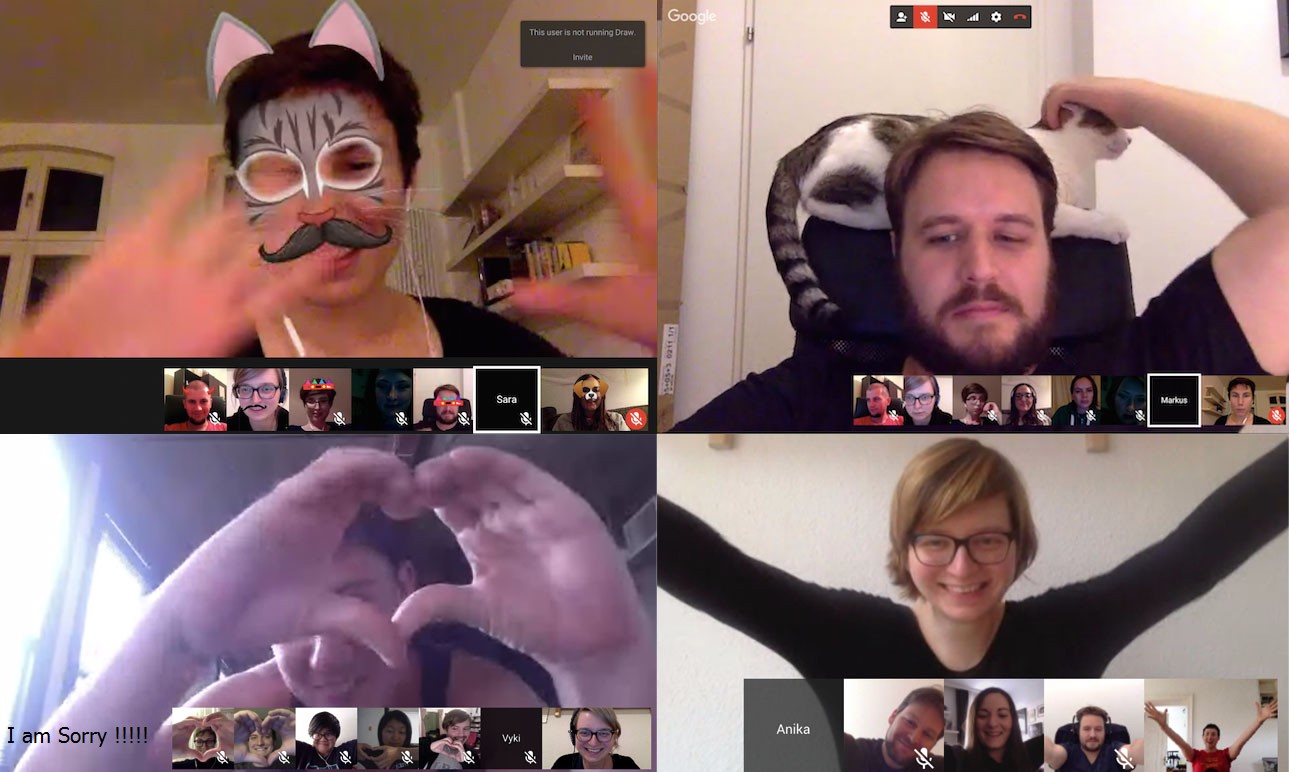 This user is not running Draw.
Invite
Sara
Google
Markus
I am Sorry !!!!!
Vyki
Anika